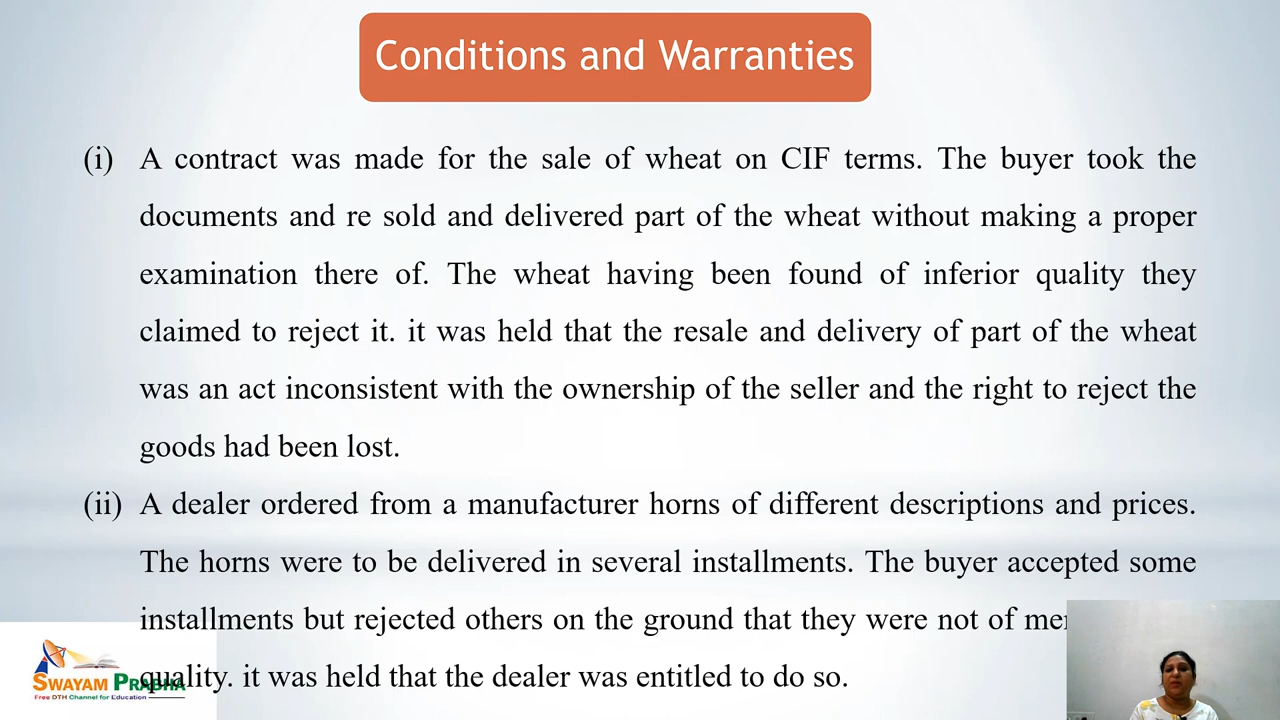 Conditions and Warranties
(i) A contract was made for the sale of wheat on CIF terms. The buyer took the
documents and re sold and delivered part of the wheat without making a proper
examination there of. The wheat having been found of inferior quality they
claimed to reject it. it was held that the resale and delivery of part of the wheat
was an act inconsistent with the ownership of the seller and the right to reject the
goods had been lost.
(ii) A dealer ordered from a manufacturer horns of different descriptions and prices.
The horns were to be delivered in several installments. The buyer accepted some
installments but rejected others on the ground that they were not of
quality. it was held that the dealer was entitled to do so.
SWAYAM PRABHA
Free DTH Channel for Education